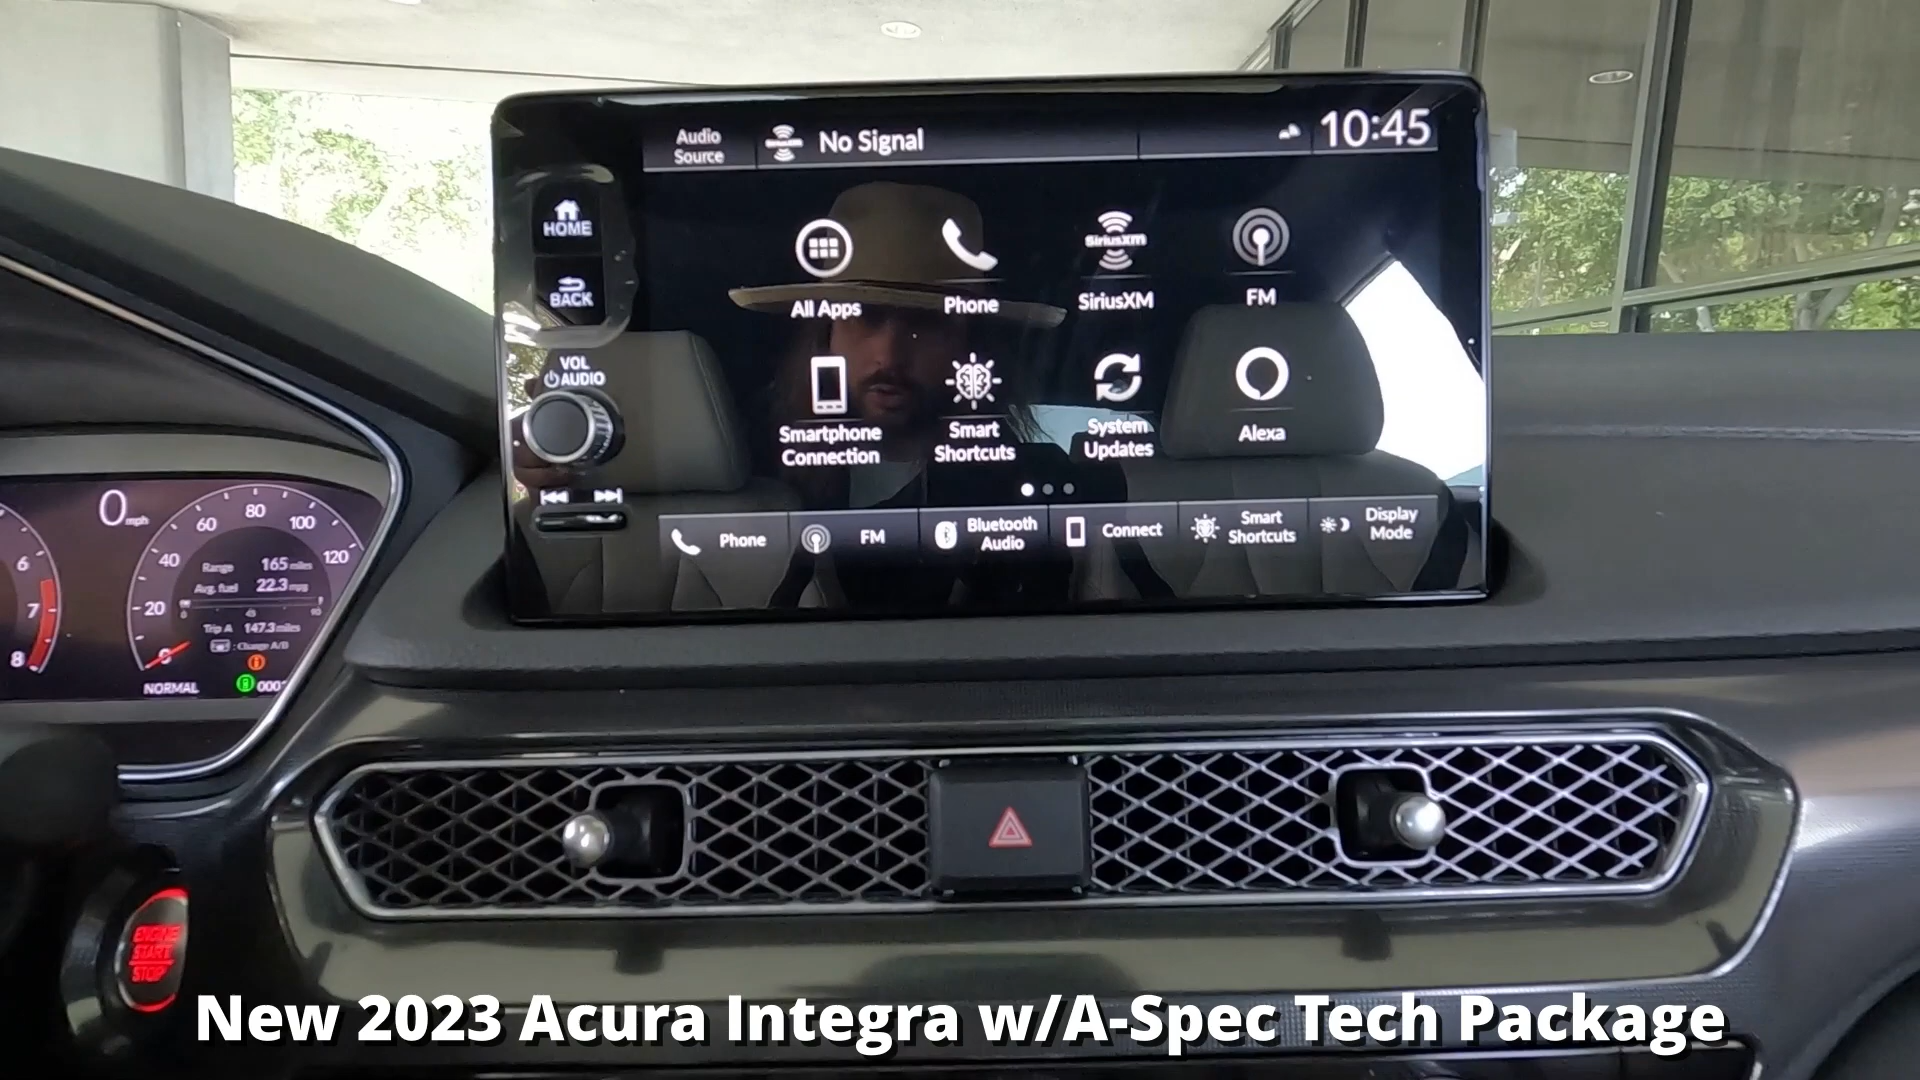 Audio
Source
No Signal
10:45
HOME
BACK
VOL
AUDIO
All Apps
Phone
SiriusXM
SiriusXM
FM
Smartphone
Connection
Smart
Shortcuts
System
Updates
Alexa
Phone
FM
Bluetooth
Audio
Connect
Smart
Shortcuts
Display
Mode
0 mph
6
7
8
0
20
40
60
80
100
120
Range 165 miles
Avg. fuel 22.3 mpg
Trip A 147.3 miles
: Change A/B
NORMAL
ENGINE
START
STOP
New 2023 Acura Integra w/A-Spec Tech Package